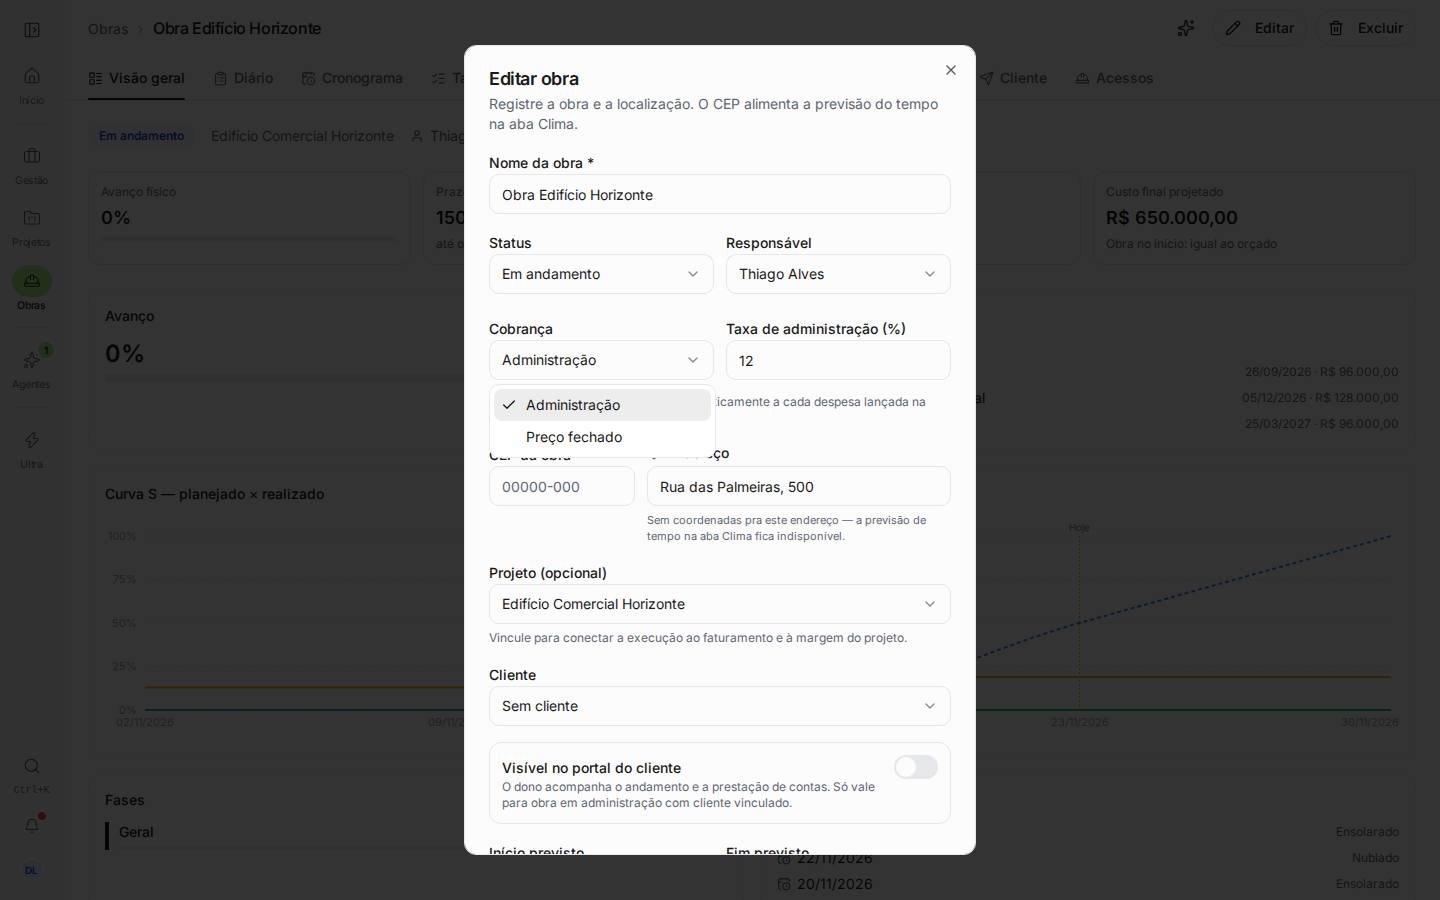 Obras > Obra Edifício Horizonte
Editar
Excluir
Início
Gestão
Projetos
Obras
1
Agentes
Ultra
Ctrl+K
DL
Visão geral
Diário
Cronograma
Cliente
Acessos
Em andamento
Edifício Comercial Horizonte
Avanço físico
0%
150
Custo final projetado
R$ 650.000,00
Obra no início: igual ao orçado
Avanço
0%
26/09/2026 · R$ 96.000,00
05/12/2026 · R$ 128.000,00
25/03/2027 · R$ 96.000,00
Curva S — planejado × realizado
100%
75%
50%
25%
0%
02/11/2026
Hoje
23/11/2026
30/11/2026
Fases
Geral
Ensolarado
22/11/2026
Nublado
20/11/2026
Ensolarado
Editar obra
Registre a obra e a localização. O CEP alimenta a previsão do tempo
na aba Clima.
Nome da obra *
Obra Edifício Horizonte
Status
Responsável
Em andamento
Thiago Alves
Cobrança
Taxa de administração (%)
Administração
12
Administração
Preço fechado
a cada despesa lançada na
00000-000
Rua das Palmeiras, 500
Sem coordenadas pra este endereço — a previsão de
tempo na aba Clima fica indisponível.
Projeto (opcional)
Edifício Comercial Horizonte
Vincule para conectar a execução ao faturamento e à margem do projeto.
Cliente
Sem cliente
Visível no portal do cliente
O dono acompanha o andamento e a prestação de contas. Só vale
para obra em administração com cliente vinculado.
Início previsto
Fim previsto